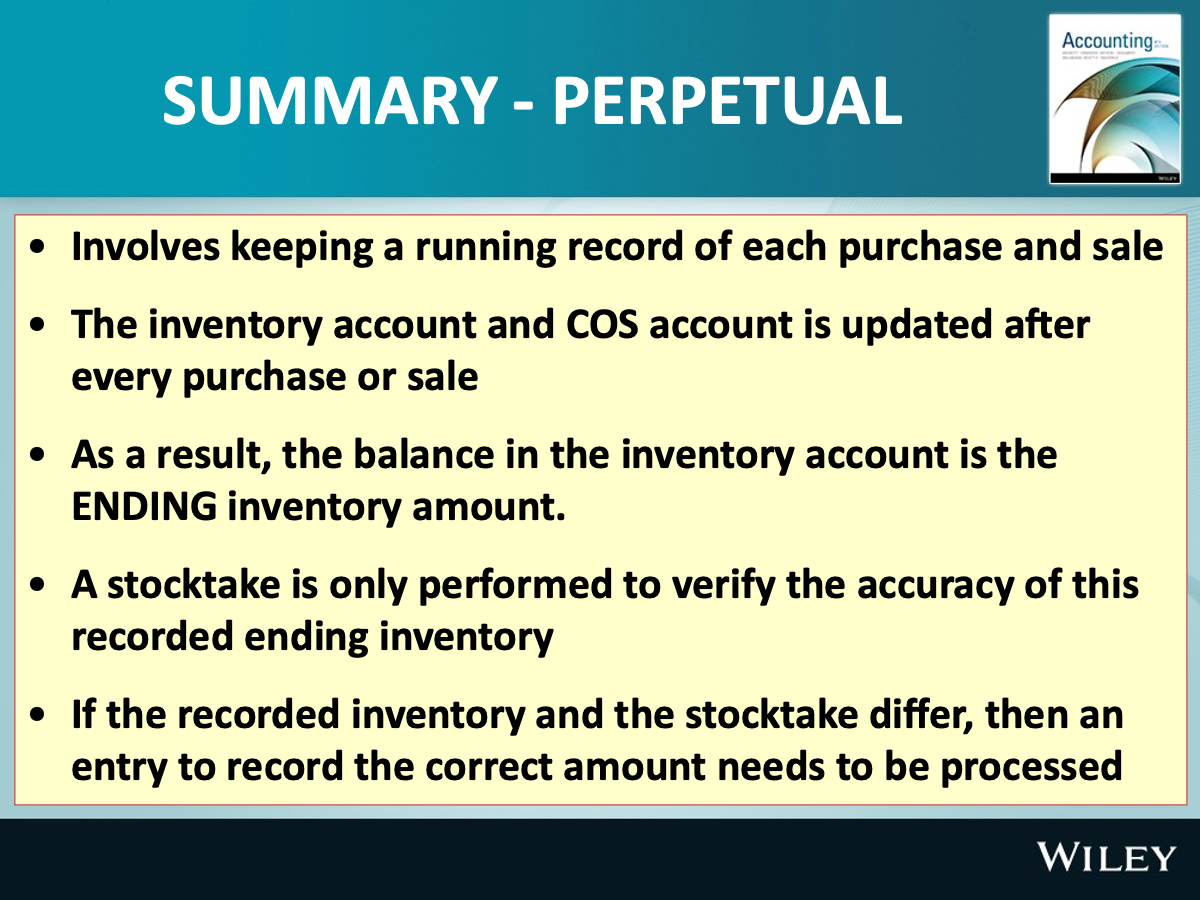 SUMMARY - PERPETUAL
Accounting
WILEY
• Involves keeping a running record of each purchase and sale
• The inventory account and COS account is updated after
every purchase or sale
• As a result, the balance in the inventory account is the
ENDING inventory amount.
• A stocktake is only performed to verify the accuracy of this
recorded ending inventory
• If the recorded inventory and the stocktake differ, then an
entry to record the correct amount needs to be processed
WILEY